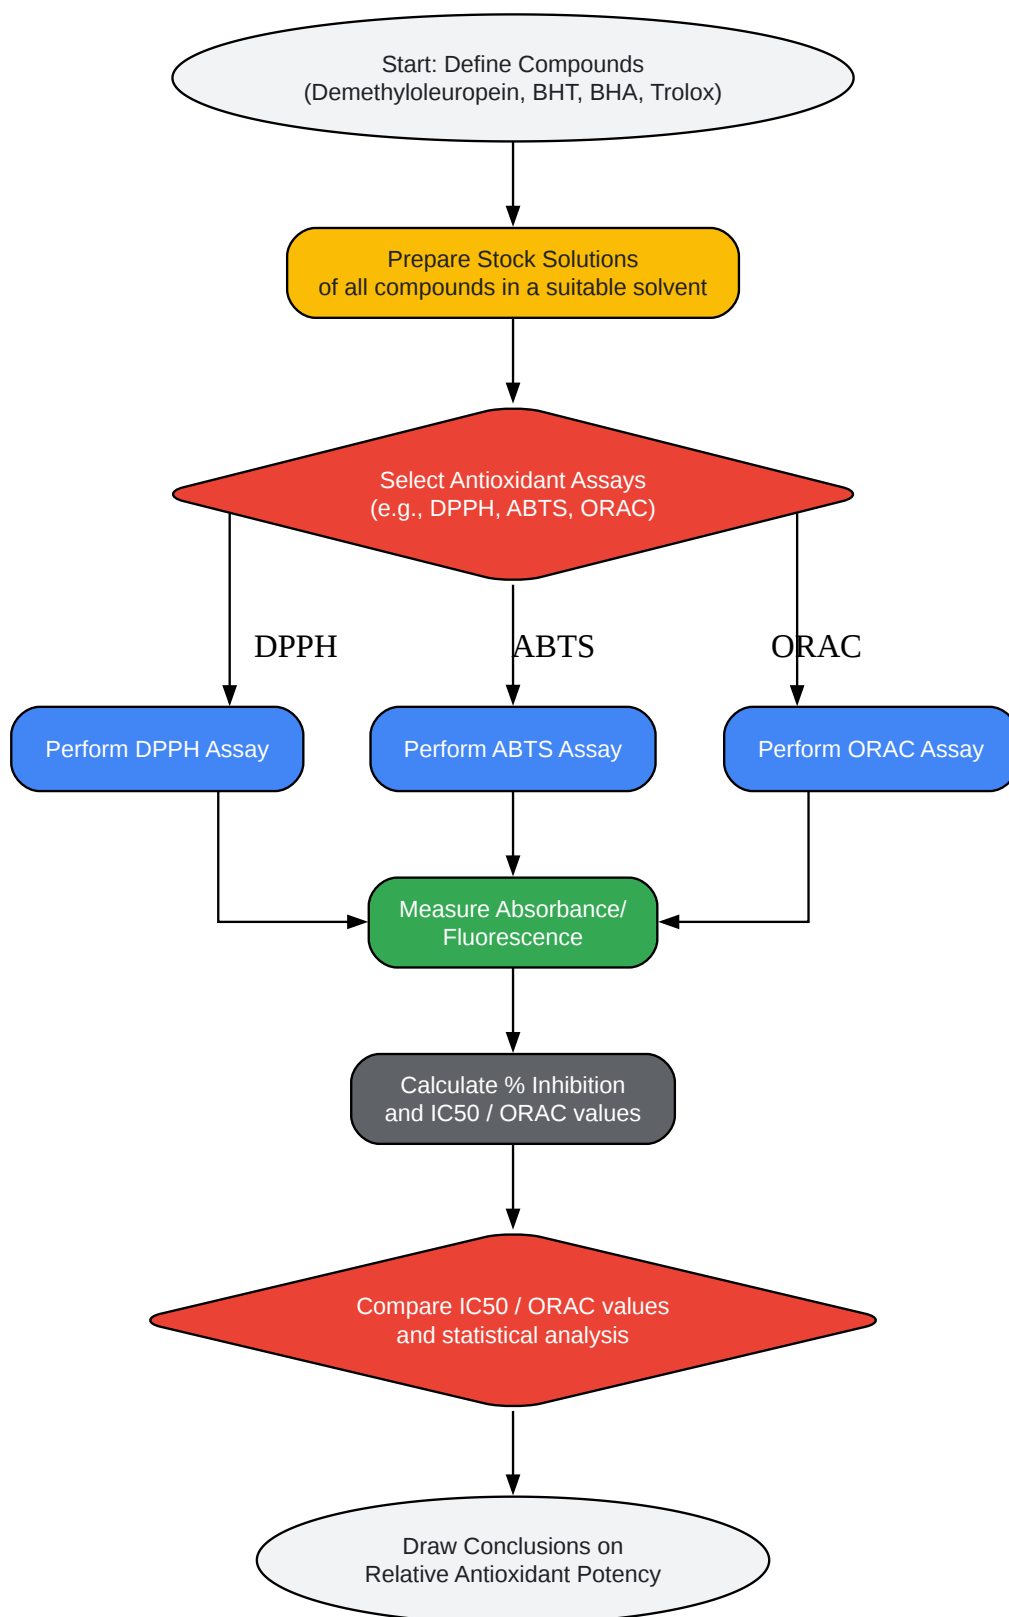 Start: Define Compounds
(Demethyloleuropein, BHT, BHA, Trolox)
Prepare Stock Solutions
of all compounds in a suitable solvent
Select Antioxidant Assays
(e.g., DPPH, ABTS, ORAC)
DPPH
ABTS
ORAC
Perform DPPH Assay
Perform ABTS Assay
Perform ORAC Assay
Measure Absorbance/
Fluorescence
Calculate % Inhibition
and IC50 / ORAC values
Compare IC50 / ORAC values
and statistical analysis
Draw Conclusions on
Relative Antioxidant Potency